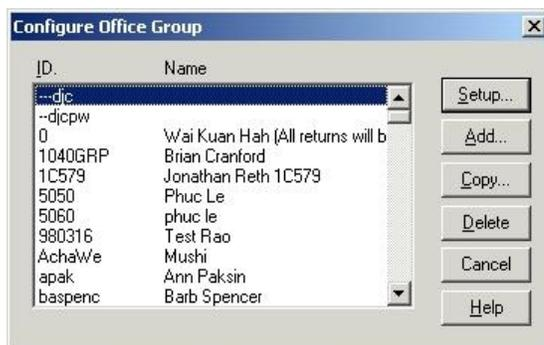 Configure Office Group
ID. Name
---djc
--djcpw
0 Wai Kuan Hah (All returns will b
1040GRP Brian Cranford
1C579 Jonathan Reth 1C579
5050 Phuc Le
5060 phuc le
980316 Test Rao
AchaWe Mushi
apak Ann Paksin
baspenc Barb Spencer
Setup...
Add...
Copy...
Delete
Cancel
Help